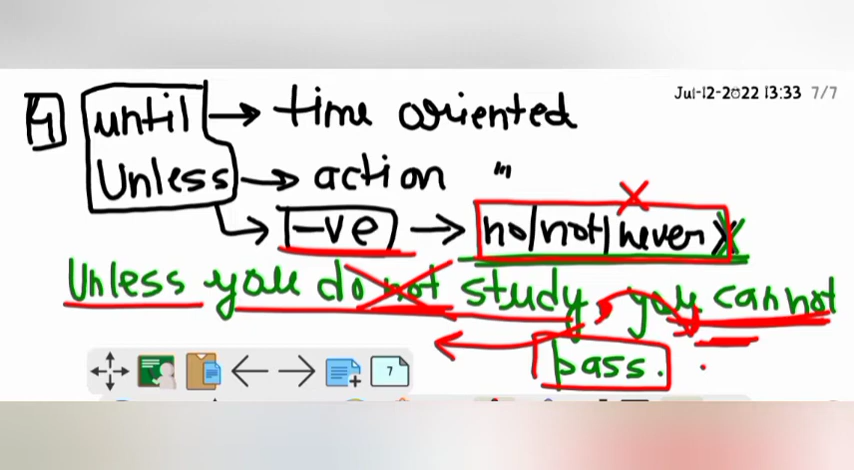 4 until → time oriented
Jul-12-2022 13:33 7/7
Unless → action "
→ -ve → no/not/never X
Unless you do not study, you cannot
pass.
7